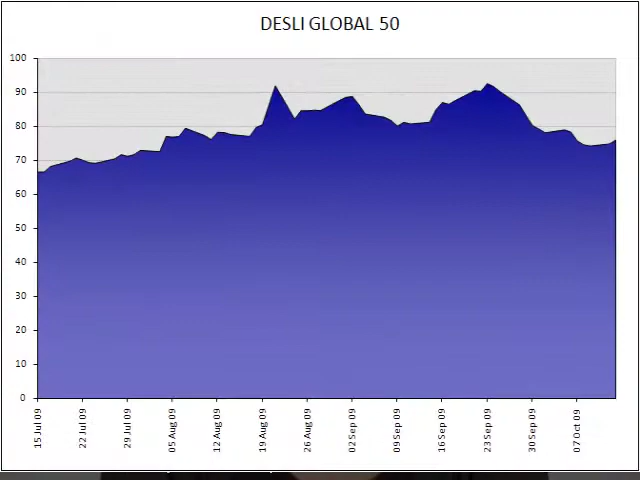 DESLI GLOBAL 50
100
90
80
70
60
50
40
30
20
10
0
15 Jul 09
22 Jul 09
29 Jul 09
05 Aug 09
12 Aug 09
19 Aug 09
26 Aug 09
02 Sep 09
09 Sep 09
16 Sep 09
23 Sep 09
30 Sep 09
07 Oct 09